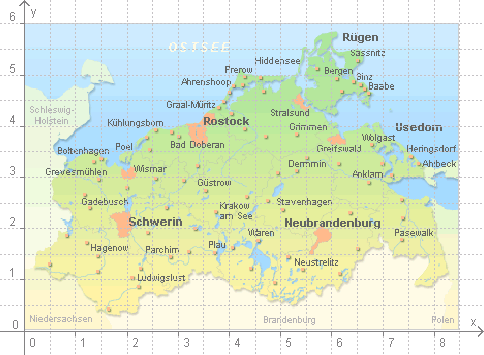 y
6
5
4
3
2
1
0
OSTSEE
Rügen
Sassnitz
Hiddensee
Bergen
Binz
Baabe
Prerow
Ahrenshoop
Graal-Müritz
Stralsund
Rostock
Kühlungsborn
Grimmen
Usedom
Bad Doberan
Greifswald
Wolgast
Heringsdorf
Ahlbeck
Schleswig-
Holstein
Poel
Boltenhagen
Grevesmühlen
Wismar
Demmin
Anklam
Güstrow
Gadebusch
Krakow
am See
Stavenhagen
Schwerin
Neubrandenburg
Pasewalk
Hagenow
Parchim
Plau
Waren
Neustrelitz
Ludwigslust
Niedersachsen
Brandenburg
Polen
x
0 1 2 3 4 5 6 7 8